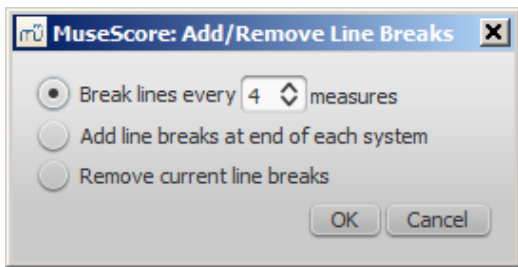 mü MuseScore: Add/Remove Line Breaks
Break lines every 4 measures
Add line breaks at end of each system
Remove current line breaks
OK Cancel